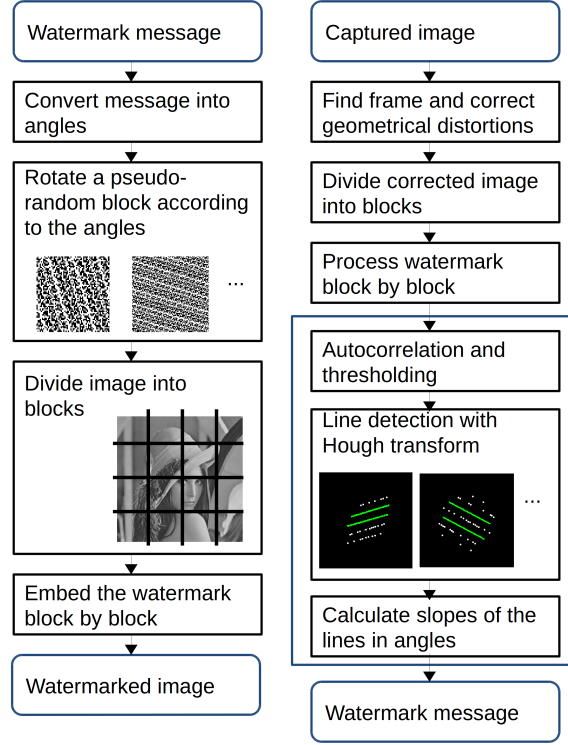 Watermark message
Convert message into
angles
Rotate a pseudo-
random block according
to the angles
...
Divide image into
blocks
Embed the watermark
block by block
Watermarked image
Captured image
Find frame and correct
geometrical distortions
Divide corrected image
into blocks
Process watermark
block by block
Autocorrelation and
thresholding
Line detection with
Hough transform
...
Calculate slopes of the
lines in angles
Watermark message